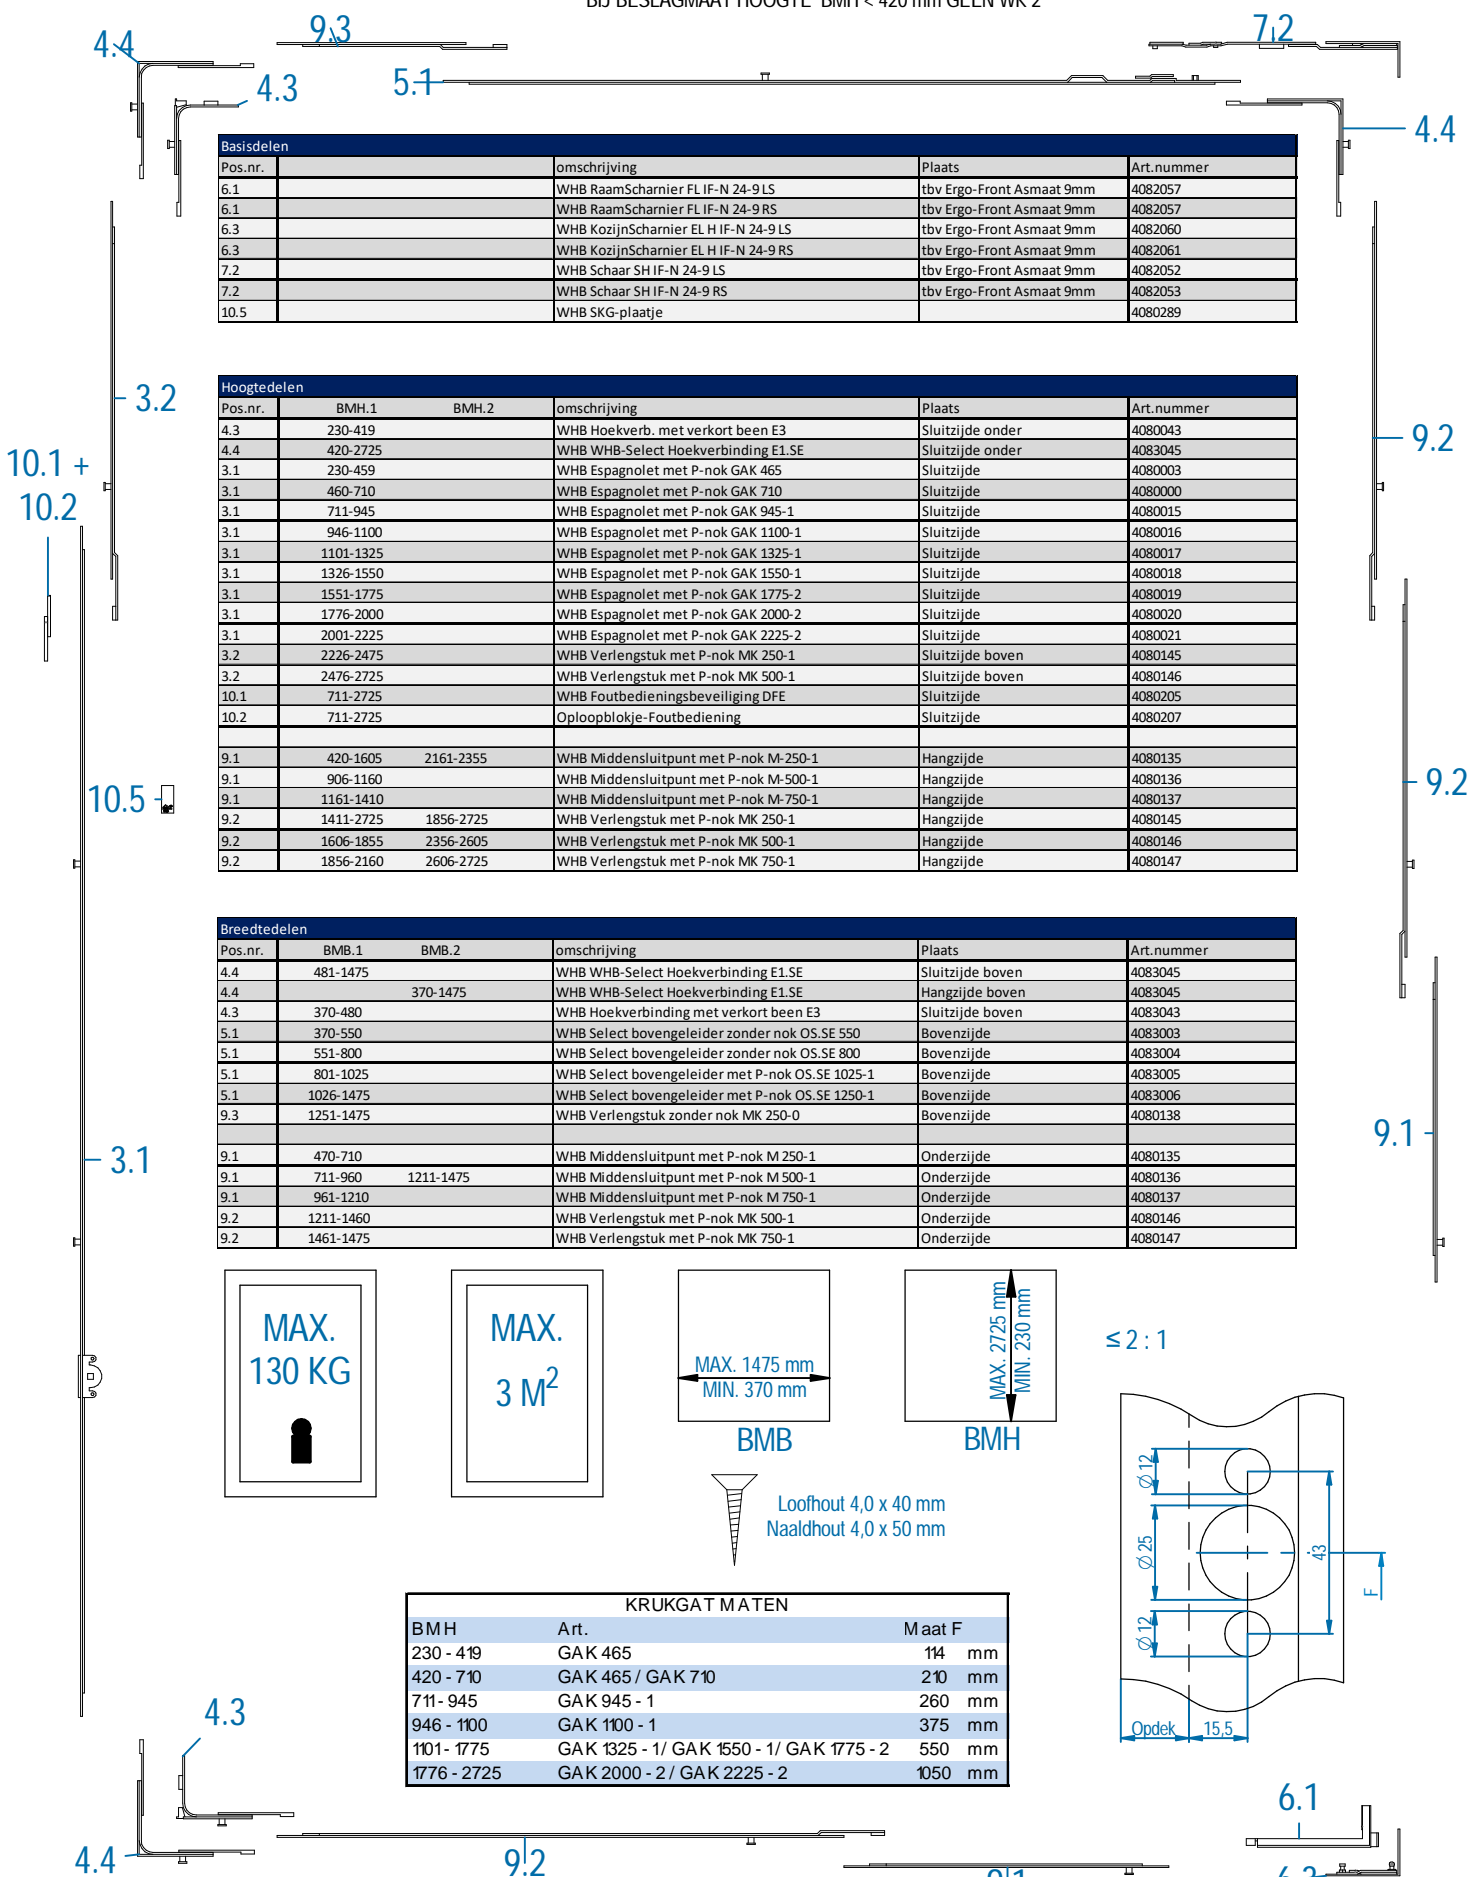 BIJ BESLAGMAAT HOOGTE BMH < 420 mm GEEN WK 2
9.3
7.2
4.4
4.3
5.1
4.4
Basisdelen
Pos.nr. omschrijving Plaats Art.nummer
6.1 WHB RaamScharnier FL IF-N 24-9 LS tbv Ergo-Front Asmaat 9mm 4082057
6.1 WHB RaamScharnier FL IF-N 24-9 RS tbv Ergo-Front Asmaat 9mm 4082057
6.3 WHB KozijnScharnier EL H IF-N 24-9 LS tbv Ergo-Front Asmaat 9mm 4082060
6.3 WHB KozijnScharnier EL H IF-N 24-9 RS tbv Ergo-Front Asmaat 9mm 4082061
7.2 WHB Schaar SH IF-N 24-9 LS tbv Ergo-Front Asmaat 9mm 4082052
7.2 WHB Schaar SH IF-N 24-9 RS tbv Ergo-Front Asmaat 9mm 4082053
10.5 WHB SKG-plaatje 4080289
3.2
10.1 +
10.2
9.2
Hoogtedelen
Pos.nr. BMH.1 BMH.2 omschrijving Plaats Art.nummer
4.3 230-419 WHB Hoekverb. met verkort been E3 Sluitzijde onder 4080043
4.4 420-2725 WHB WHB-Select Hoekverbinding E1.SE Sluitzijde onder 4083045
3.1 230-459 WHB Espagnolet met P-nok GAK 465 Sluitzijde 4080003
3.1 460-710 WHB Espagnolet met P-nok GAK 710 Sluitzijde 4080000
3.1 711-945 WHB Espagnolet met P-nok GAK 945-1 Sluitzijde 4080015
3.1 946-1100 WHB Espagnolet met P-nok GAK 1100-1 Sluitzijde 4080016
3.1 1101-1325 WHB Espagnolet met P-nok GAK 1325-1 Sluitzijde 4080017
3.1 1326-1550 WHB Espagnolet met P-nok GAK 1550-1 Sluitzijde 4080018
3.1 1551-1775 WHB Espagnolet met P-nok GAK 1775-2 Sluitzijde 4080019
3.1 1776-2000 WHB Espagnolet met P-nok GAK 2000-2 Sluitzijde 4080020
3.1 2001-2225 WHB Espagnolet met P-nok GAK 2225-2 Sluitzijde 4080021
3.2 2226-2475 WHB Verlengstuk met P-nok MK 250-1 Sluitzijde boven 4080145
3.2 2476-2725 WHB Verlengstuk met P-nok MK 500-1 Sluitzijde boven 4080146
10.1 711-2725 WHB Foutbedieningsbeveiliging DFE Sluitzijde 4080205
10.2 711-2725 Oploopblokje-Foutbediening Sluitzijde 4080207
9.1 420-1605 2161-2355 WHB Middensluitpunt met P-nok M-250-1 Hangzijde 4080135
9.1 906-1160 WHB Middensluitpunt met P-nok M-500-1 Hangzijde 4080136
9.1 1161-1410 WHB Middensluitpunt met P-nok M-750-1 Hangzijde 4080137
9.2 1411-2725 1856-2725 WHB Verlengstuk met P-nok MK 250-1 Hangzijde 4080145
9.2 1606-1855 2356-2605 WHB Verlengstuk met P-nok MK 500-1 Hangzijde 4080146
9.2 1856-2160 2606-2725 WHB Verlengstuk met P-nok MK 750-1 Hangzijde 4080147
10.5
9.2
Breedtedelen
Pos.nr. BMB.1 BMB.2 omschrijving Plaats Art.nummer
4.4 481-1475 WHB WHB-Select Hoekverbinding E1.SE Sluitzijde boven 4083045
4.4 370-1475 WHB WHB-Select Hoekverbinding E1.SE Hangzijde boven 4083045
4.3 370-480 WHB Hoekverbinding met verkort been E3 Sluitzijde boven 4083043
5.1 370-550 WHB Select bovengeleider zonder nok OS.SE 550 Bovenzijde 4083003
5.1 551-800 WHB Select bovengeleider zonder nok OS.SE 800 Bovenzijde 4083004
5.1 801-1025 WHB Select bovengeleider met P-nok OS.SE 1025-1 Bovenzijde 4083005
5.1 1026-1475 WHB Select bovengeleider met P-nok OS.SE 1250-1 Bovenzijde 4083006
9.3 1251-1475 WHB Verlengstuk zonder nok MK 250-0 Bovenzijde 4080138
9.1 470-710 WHB Middensluitpunt met P-nok M 250-1 Onderzijde 4080135
9.1 711-960 1211-1475 WHB Middensluitpunt met P-nok M 500-1 Onderzijde 4080136
9.1 961-1210 WHB Middensluitpunt met P-nok M 750-1 Onderzijde 4080137
9.2 1211-1460 WHB Verlengstuk met P-nok MK 500-1 Onderzijde 4080146
9.2 1461-1475 WHB Verlengstuk met P-nok MK 750-1 Onderzijde 4080147
3.1
9.1
MAX.
130 KG
MAX.
3 M²
MAX. 1475 mm
MIN. 370 mm
BMB
MAX. 2725 mm
MIN. 230 mm
BMH
≤ 2 : 1
Loofhout 4,0 x 40 mm
Naaldhout 4,0 x 50 mm
Ø 12
Ø 25
43
F
Ø 12
Opdek 15,5
KRUKGAT MATEN
BMH Art. Maat F
230 - 419 GAK 465 114 mm
420 - 710 GAK 465 / GAK 710 210 mm
711 - 945 GAK 945 - 1 260 mm
946 - 1100 GAK 1100 - 1 375 mm
1101 - 1775 GAK 1325 - 1/ GAK 1550 - 1/ GAK 1775 - 2 550 mm
1776 - 2725 GAK 2000 - 2 / GAK 2225 - 2 1050 mm
4.3
4.4
9.2
9.1
6.1
6.3